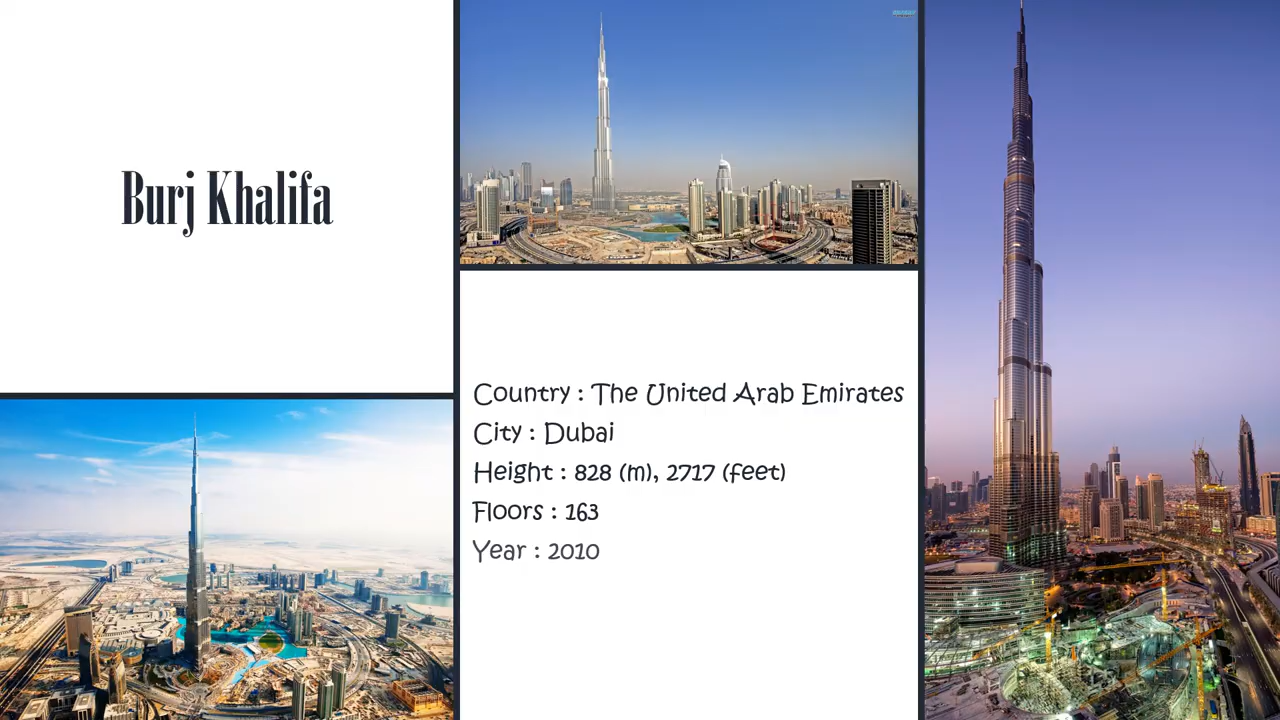 Burj Khalifa
Country : The United Arab Emirates
City : Dubai
Height : 828 (m), 2717 (feet)
Floors : 163
Year : 2010